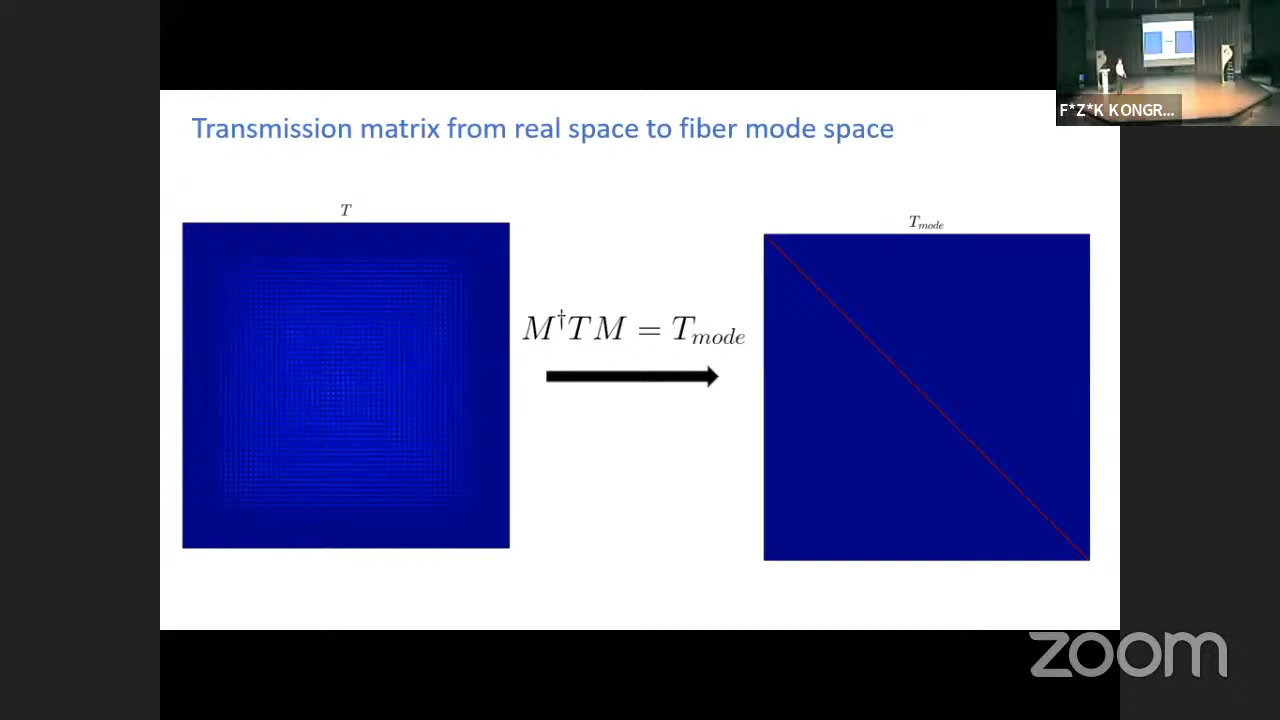 F*Z*K KONGR...
Transmission matrix from real space to fiber mode space
T
T_mode
M†TM = T_mode
zoom